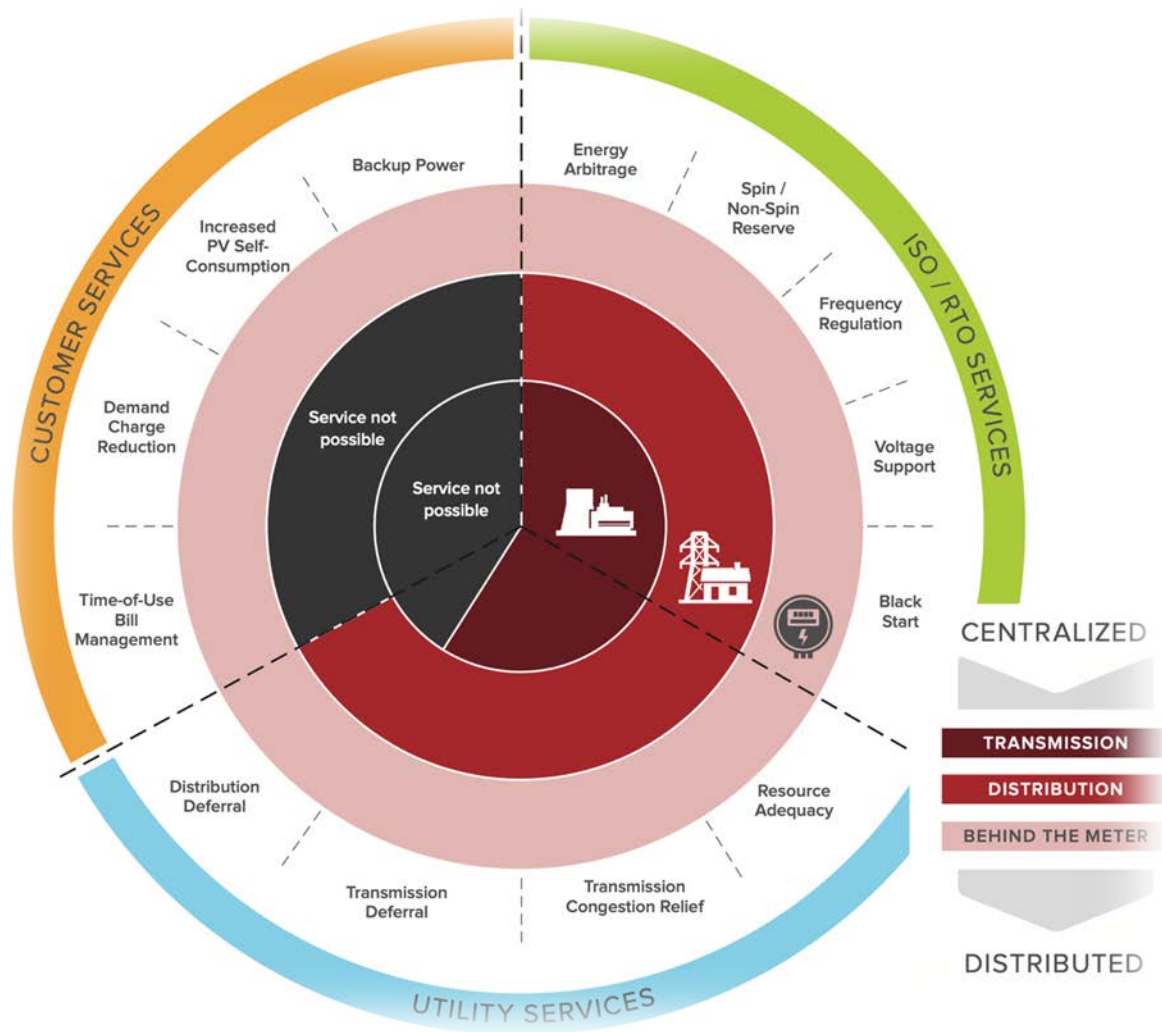 CUSTOMER SERVICES
ISO / RTO SERVICES
UTILITY SERVICES
Backup Power
Increased
PV Self-
Consumption
Demand
Charge
Reduction
Time-of-Use
Bill
Management
Energy
Arbitrage
Spin /
Non-Spin
Reserve
Frequency
Regulation
Voltage
Support
Black
Start
Resource
Adequacy
Transmission
Congestion Relief
Transmission
Deferral
Distribution
Deferral
Service not
possible
Service not
possible
CENTRALIZED
TRANSMISSION
DISTRIBUTION
BEHIND THE METER
DISTRIBUTED